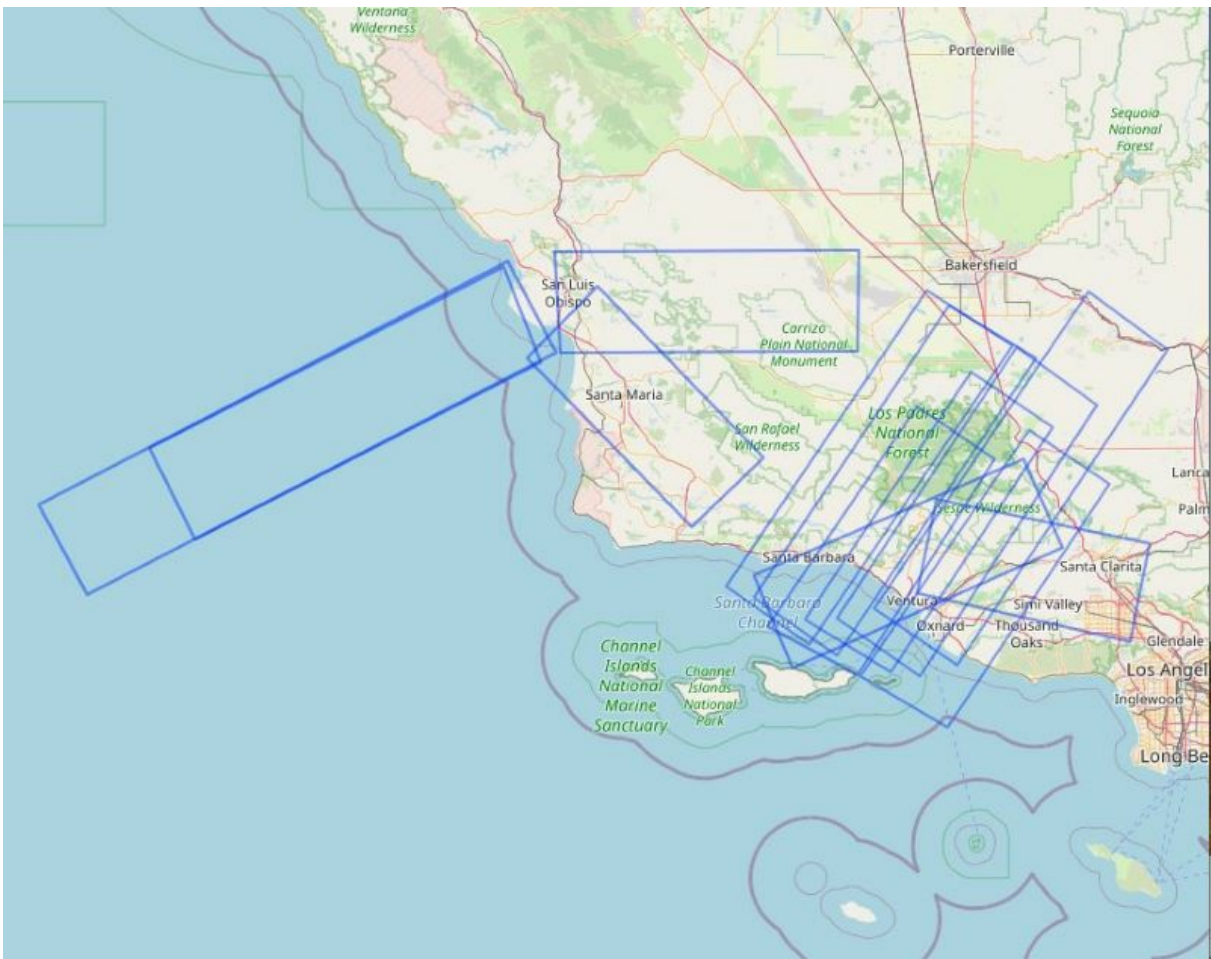 Ventana
Wilderness
Porterville
Sequoia
National
Forest
Bakersfield
San Luis
Obispo
Carrizo
Plain National
Monument
Santa Maria
Los Padres
National
Forest
San Rafael
Wilderness
Lanca
Palm
Sespe Wilderness
Santa Barbara
Santa Clarita
Santa Barbara
Channel
Ventura
Simi Valley
Oxnard
Thousand
Oaks
Glendale
Channel
Islands
National
Marine
Sanctuary
Channel
Islands
National
Park
Los Angel
Inglewood
Long Be